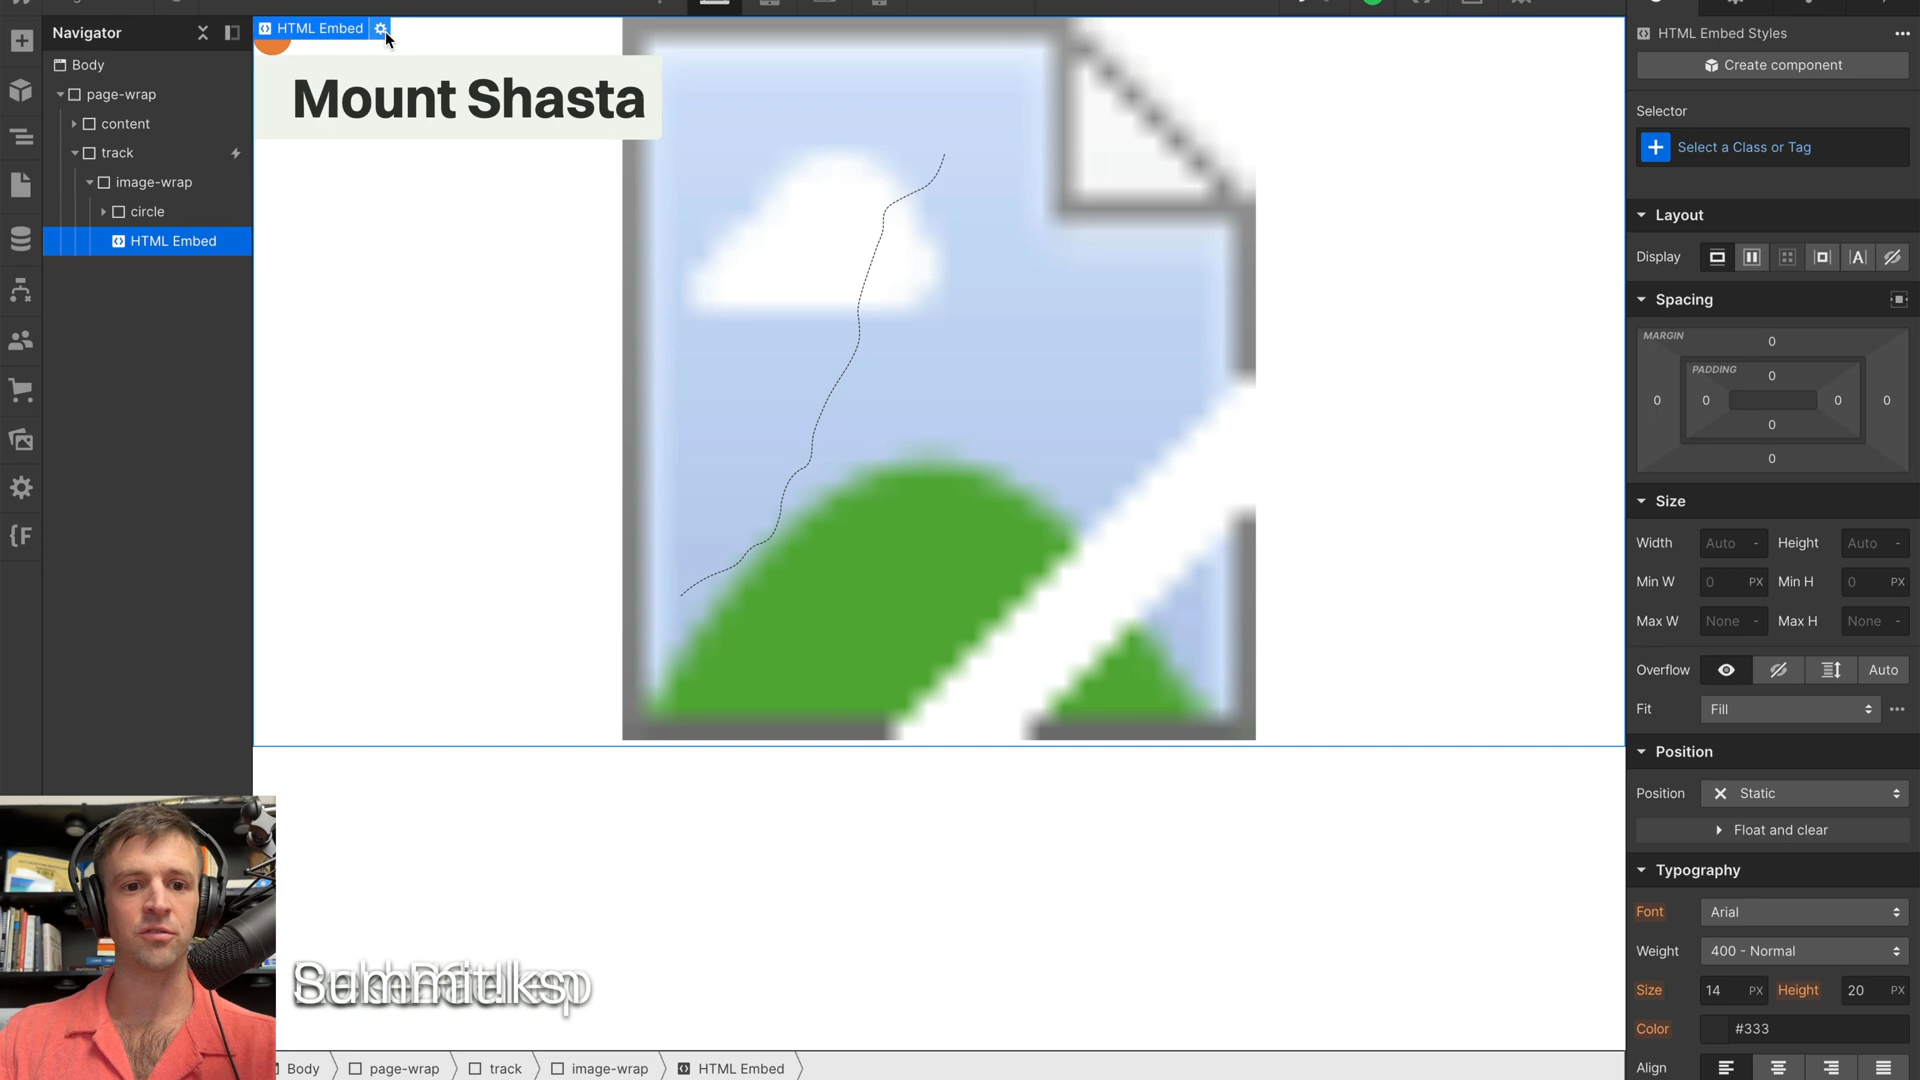 Navigator
Body
page-wrap
content
track
image-wrap
circle
HTML Embed
HTML Embed
Mount Shasta
HTML Embed Styles
Create component
Selector
Select a Class or Tag
Layout
Display
Spacing
MARGIN
0
PADDING
0
0 0 0 0
0
0
Size
Width Auto - Height Auto -
Min W 0 PX Min H 0 PX
Max W None - Max H None -
Overflow Auto
Fit Fill
Position
Position Static
Float and clear
Typography
Font Arial
Weight 400 - Normal
Size 14 PX Height 20 PX
Color #333
Align
Body page-wrap track image-wrap HTML Embed